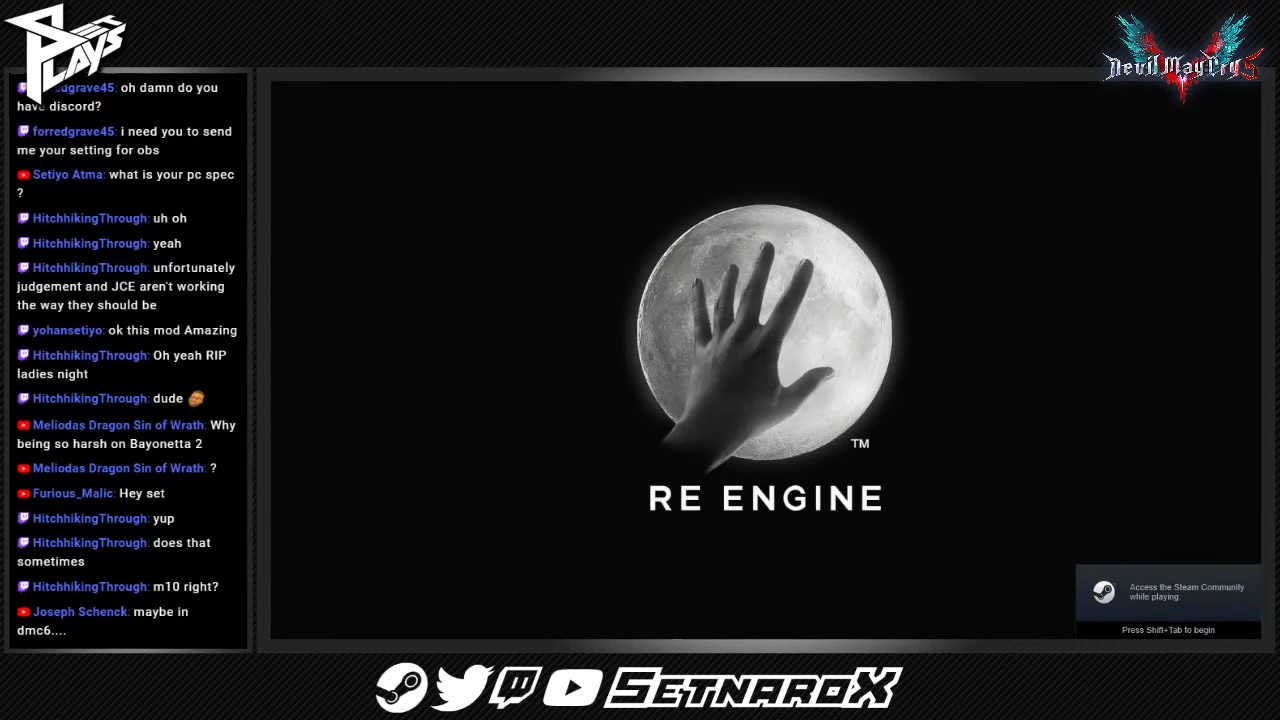 SET
PLAYS
Devil May Cry 5
redgrave45: oh damn do you
have discord?
forredgrave45: i need you to send
me your setting for obs
Setiyo Atma: what is your pc spec
?
HitchhikingThrough: uh oh
HitchhikingThrough: yeah
HitchhikingThrough: unfortunately
judgement and JCE aren't working
the way they should be
yohansetiyo: ok this mod Amazing
HitchhikingThrough: Oh yeah RIP
ladies night
HitchhikingThrough: dude
Meliodas Dragon Sin of Wrath: Why
being so harsh on Bayonetta 2
Meliodas Dragon Sin of Wrath: ?
Furious_Malic: Hey set
HitchhikingThrough: yup
HitchhikingThrough: does that
sometimes
HitchhikingThrough: m10 right?
Joseph Schenck: maybe in
dmc6....
TM
RE ENGINE
Access the Steam Community
while playing.
Press Shift+Tab to begin
SETNAROX